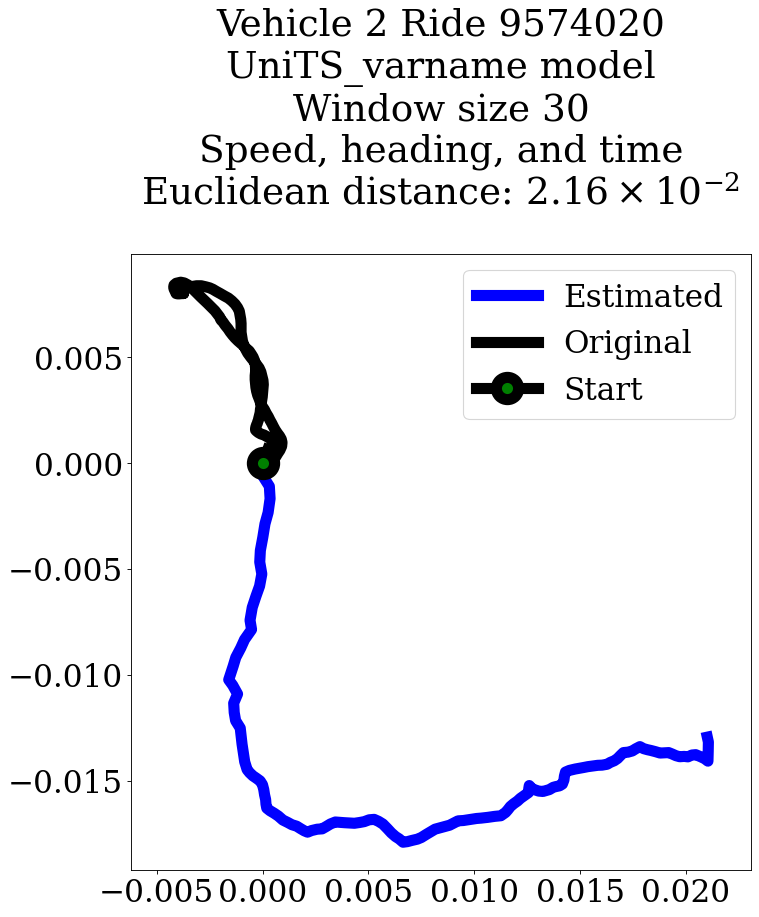 Vehicle 2 Ride 9574020
UniTS_varname model
Window size 30
Speed, heading, and time
Euclidean distance: 2.16 × 10⁻²
Estimated
Original
Start
0.005
0.000
−0.005
−0.010
−0.015
−0.005 0.000 0.005 0.010 0.015 0.020